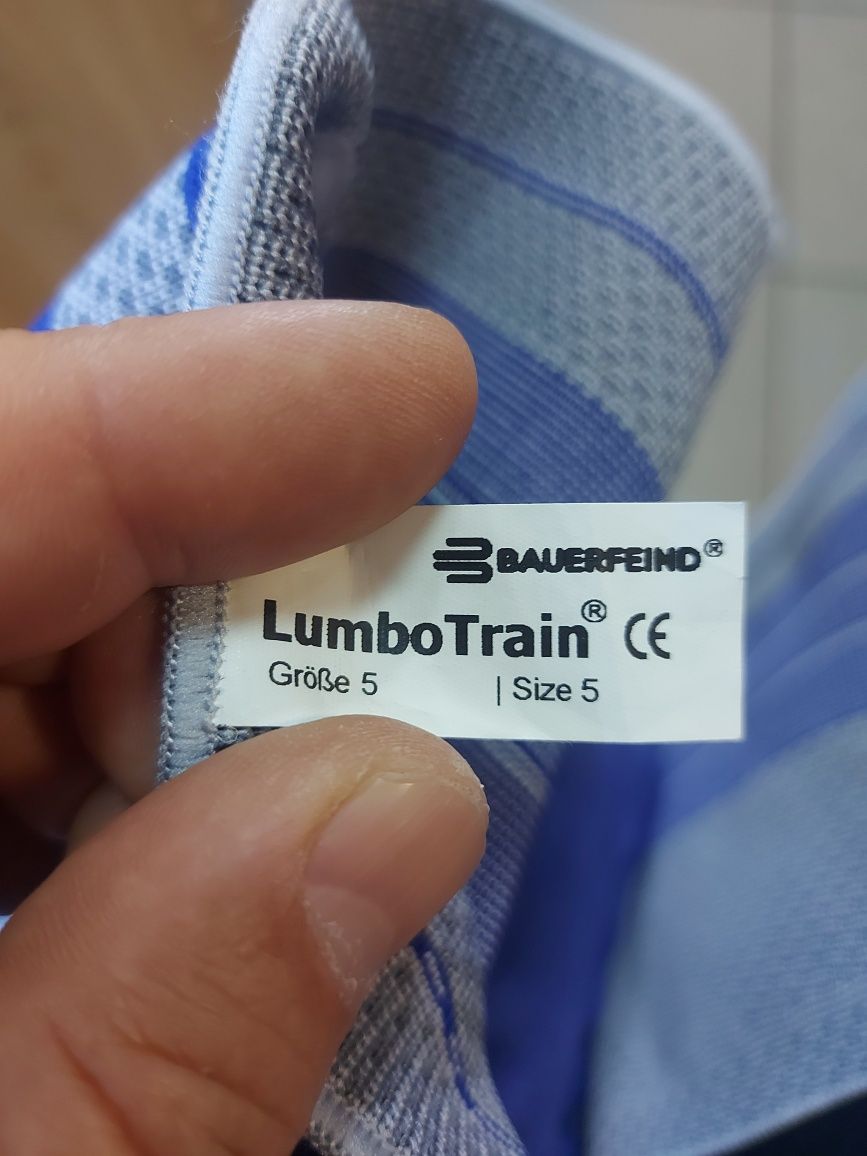 BAUERFEIND®
LumboTrain® CE
Größe 5 | Size 5